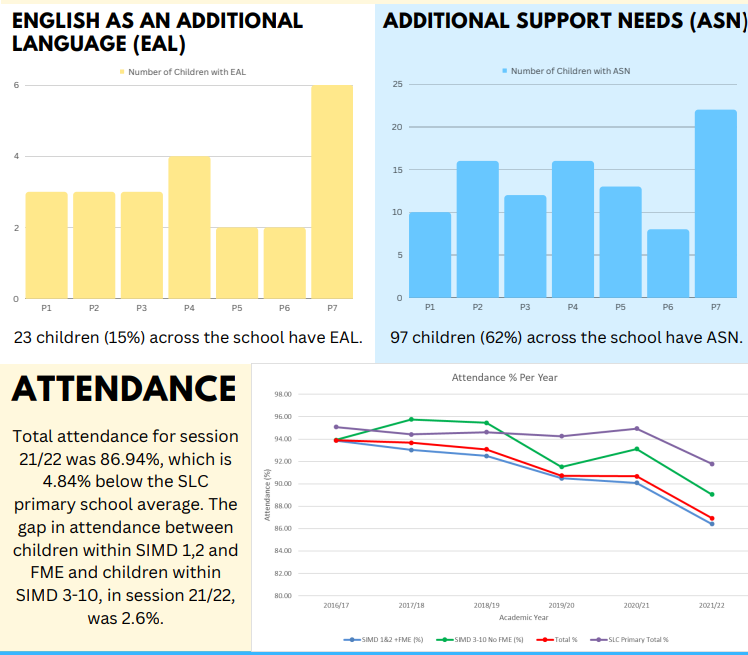 ENGLISH AS AN ADDITIONAL
LANGUAGE (EAL)
Number of Children with EAL
6
4
2
0
P1 P2 P3 P4 P5 P6 P7
23 children (15%) across the school have EAL.
ADDITIONAL SUPPORT NEEDS (ASN)
Number of Children with ASN
25
20
15
10
5
0
P1 P2 P3 P4 P5 P6 P7
97 children (62%) across the school have ASN.
ATTENDANCE
Total attendance for session
21/22 was 86.94%, which is
4.84% below the SLC
primary school average. The
gap in attendance between
children within SIMD 1,2 and
FME and children within
SIMD 3-10, in session 21/22,
was 2.6%.
Attendance % Per Year
Attendance (%)
98.00
96.00
94.00
92.00
90.00
88.00
86.00
84.00
82.00
80.00
2016/17 2017/18 2018/19 2019/20 2020/21 2021/22
Academic Year
SIMD 1&2 +FME (%) SIMD 3-10 No FME (%) Total % SLC Primary Total %